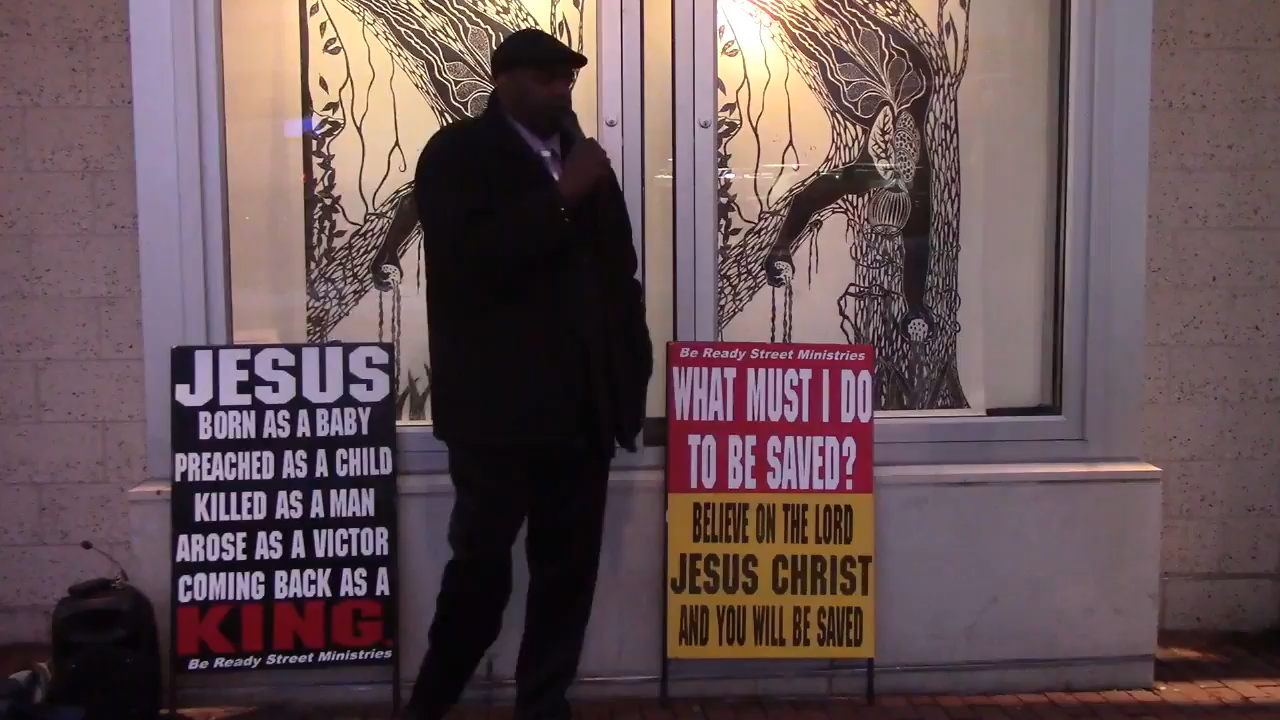 JESUS
BORN AS A BABY
PREACHED AS A CHILD
KILLED AS A MAN
AROSE AS A VICTOR
COMING BACK AS A
KING.
Be Ready Street Ministries
Be Ready Street Ministries
WHAT MUST I DO
TO BE SAVED?
BELIEVE ON THE LORD
JESUS CHRIST
AND YOU WILL BE SAVED